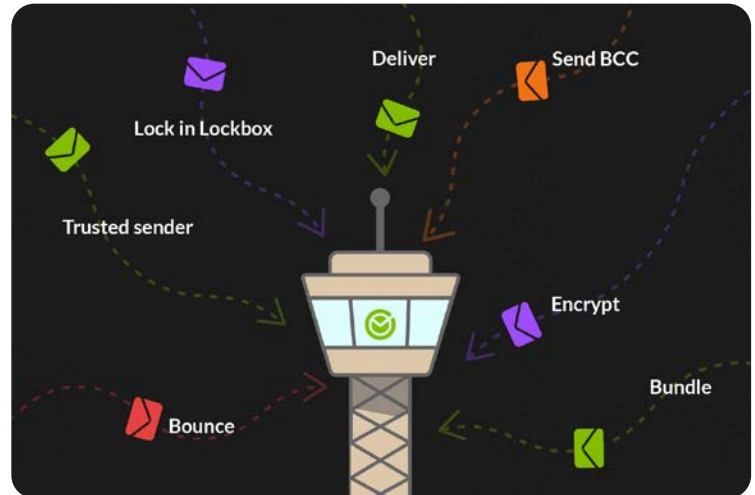 Deliver
Send BCC
Lock in Lockbox
Trusted sender
Encrypt
Bundle
Bounce